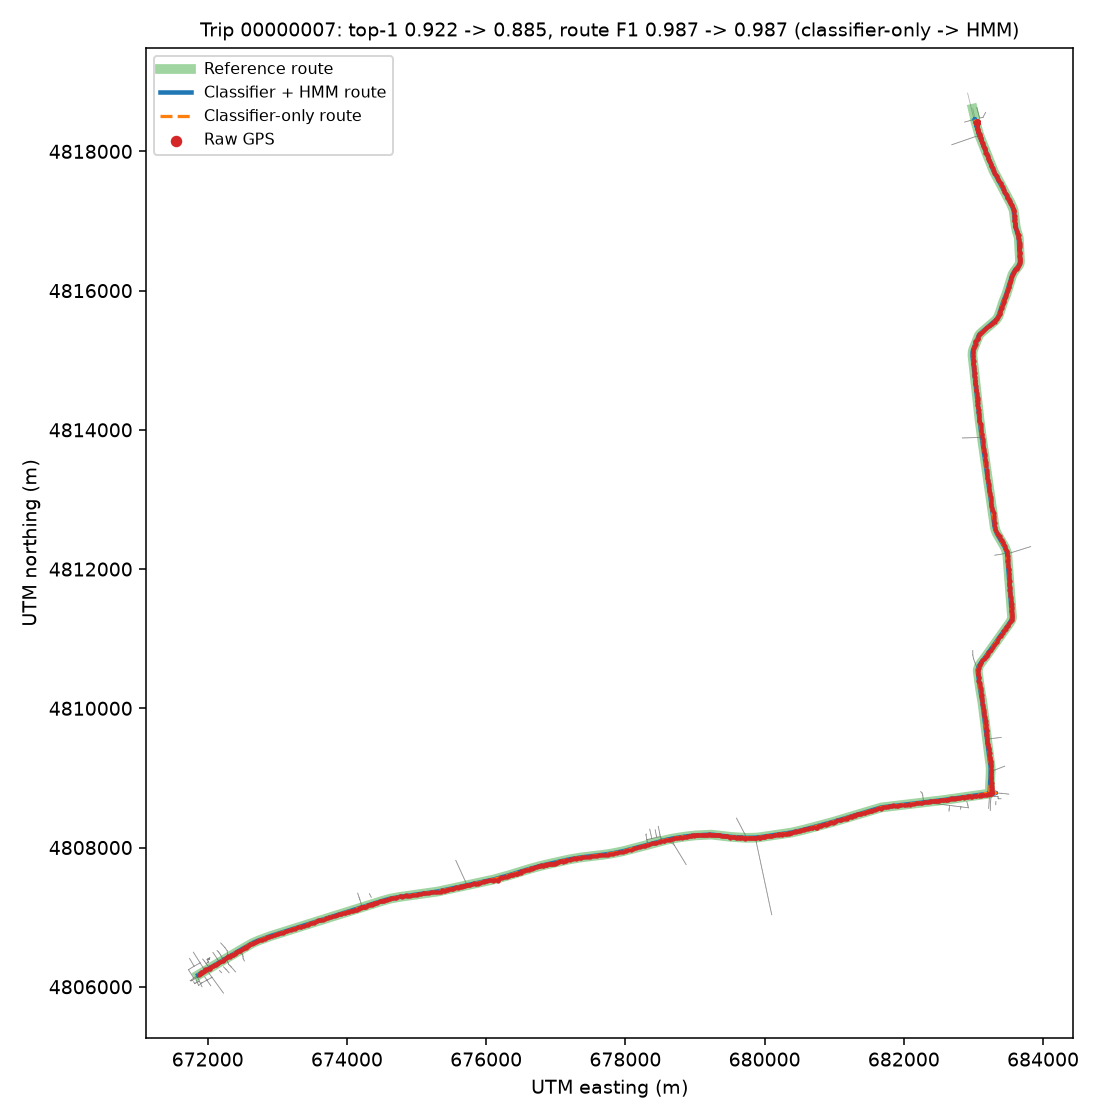 Trip 00000007: top-1 0.922 -> 0.885, route F1 0.987 -> 0.987 (classifier-only -> HMM)
Reference route
Classifier + HMM route
Classifier-only route
Raw GPS
4818000
4816000
4814000
4812000
4810000
4808000
4806000
UTM northing (m)
672000 674000 676000 678000 680000 682000 684000
UTM easting (m)